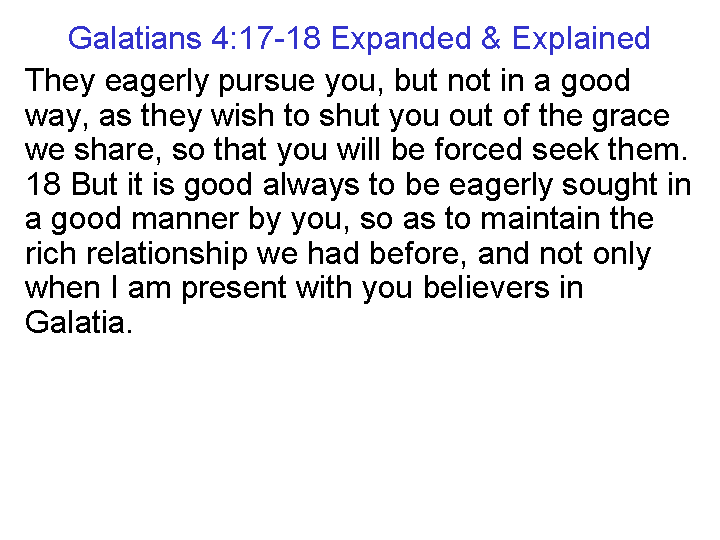 Galatians 4:17-18 Expanded & Explained
They eagerly pursue you, but not in a good
way, as they wish to shut you out of the grace
we share, so that you will be forced seek them.
18 But it is good always to be eagerly sought in
a good manner by you, so as to maintain the
rich relationship we had before, and not only
when I am present with you believers in
Galatia.